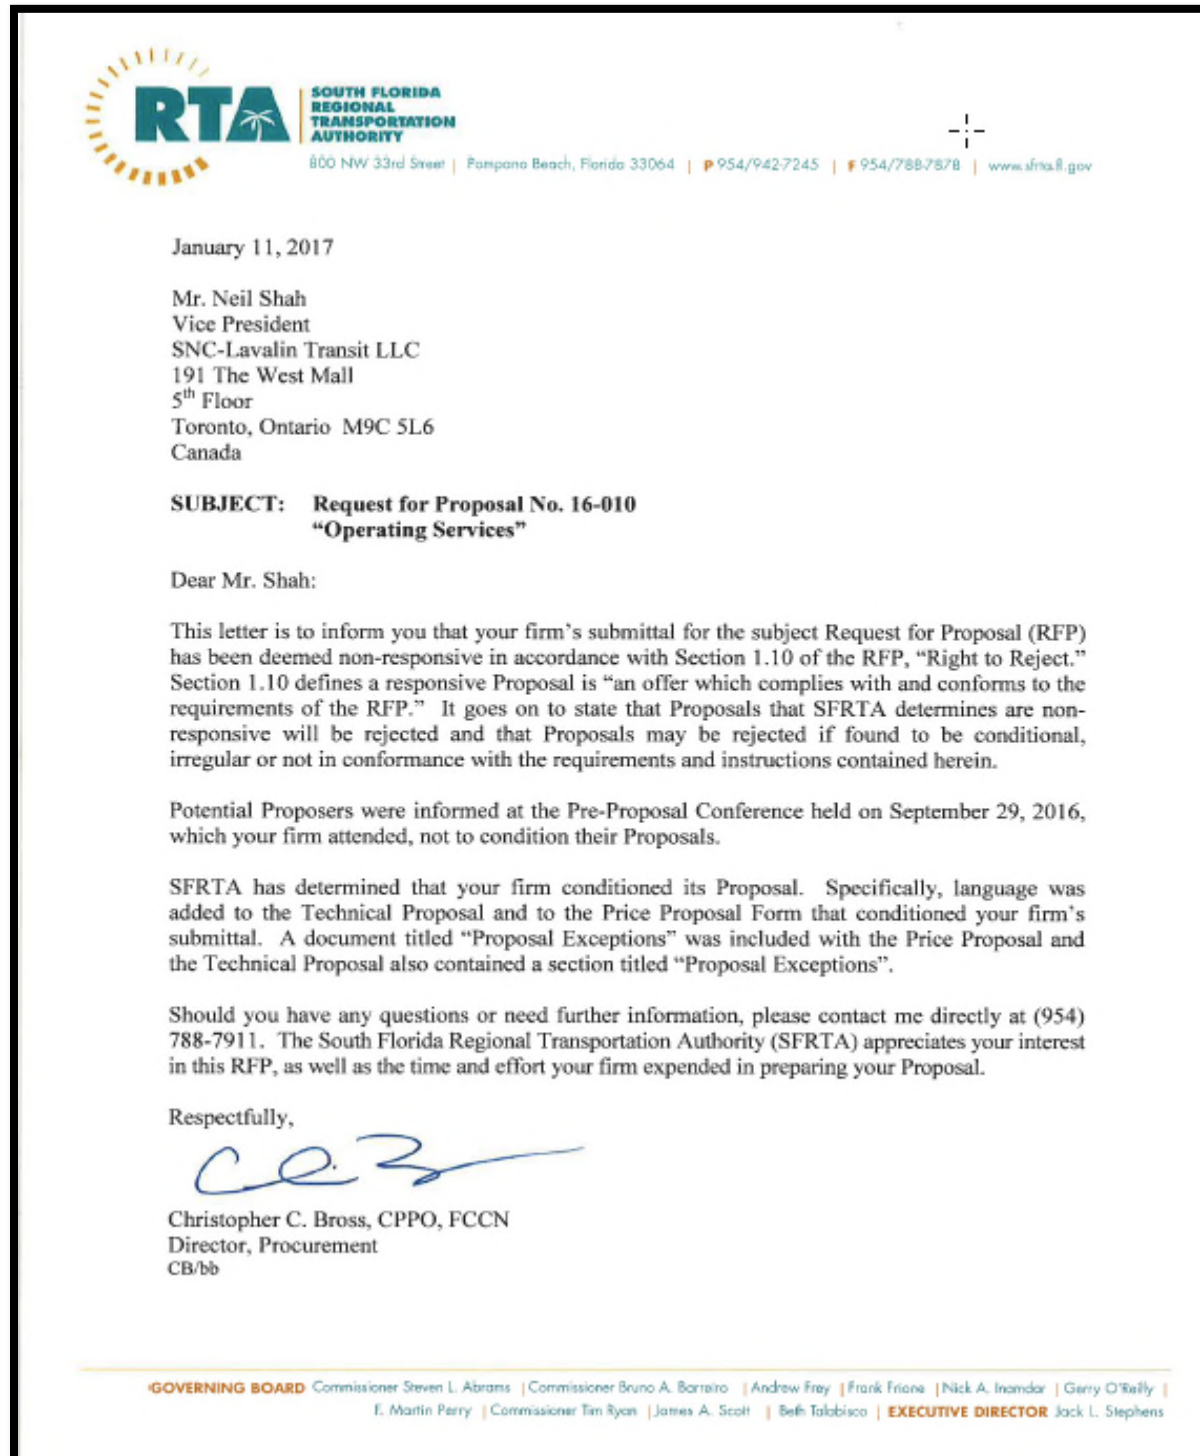 RTA
SOUTH FLORIDA
REGIONAL
TRANSPORTATION
AUTHORITY
800 NW 33rd Street | Pompano Beach, Florida 33064 | P 954/942-7245 | F 954/788-7878 | www.sfrta.fl.gov
January 11, 2017
Mr. Neil Shah
Vice President
SNC-Lavalin Transit LLC
191 The West Mall
5th Floor
Toronto, Ontario M9C 5L6
Canada
SUBJECT: Request for Proposal No. 16-010
“Operating Services”
Dear Mr. Shah:
This letter is to inform you that your firm’s submittal for the subject Request for Proposal (RFP)
has been deemed non-responsive in accordance with Section 1.10 of the RFP, “Right to Reject.”
Section 1.10 defines a responsive Proposal is “an offer which complies with and conforms to the
requirements of the RFP.” It goes on to state that Proposals that SFRTA determines are non-
responsive will be rejected and that Proposals may be rejected if found to be conditional,
irregular or not in conformance with the requirements and instructions contained herein.
Potential Proposers were informed at the Pre-Proposal Conference held on September 29, 2016,
which your firm attended, not to condition their Proposals.
SFRTA has determined that your firm conditioned its Proposal. Specifically, language was
added to the Technical Proposal and to the Price Proposal Form that conditioned your firm’s
submittal. A document titled “Proposal Exceptions” was included with the Price Proposal and
the Technical Proposal also contained a section titled “Proposal Exceptions”.
Should you have any questions or need further information, please contact me directly at (954)
788-7911. The South Florida Regional Transportation Authority (SFRTA) appreciates your interest
in this RFP, as well as the time and effort your firm expended in preparing your Proposal.
Respectfully,
Christopher C. Bross, CPPO, FCCN
Director, Procurement
CB/bb
GOVERNING BOARD Commissioner Steven L. Abrams | Commissioner Bruno A. Barreiro | Andrew Frey | Frank Frione | Nick A. Inamdar | Gerry O'Reilly |
F. Martin Perry | Commissioner Tim Ryan | James A. Scott | Beth Talabisco | EXECUTIVE DIRECTOR Jack L. Stephens